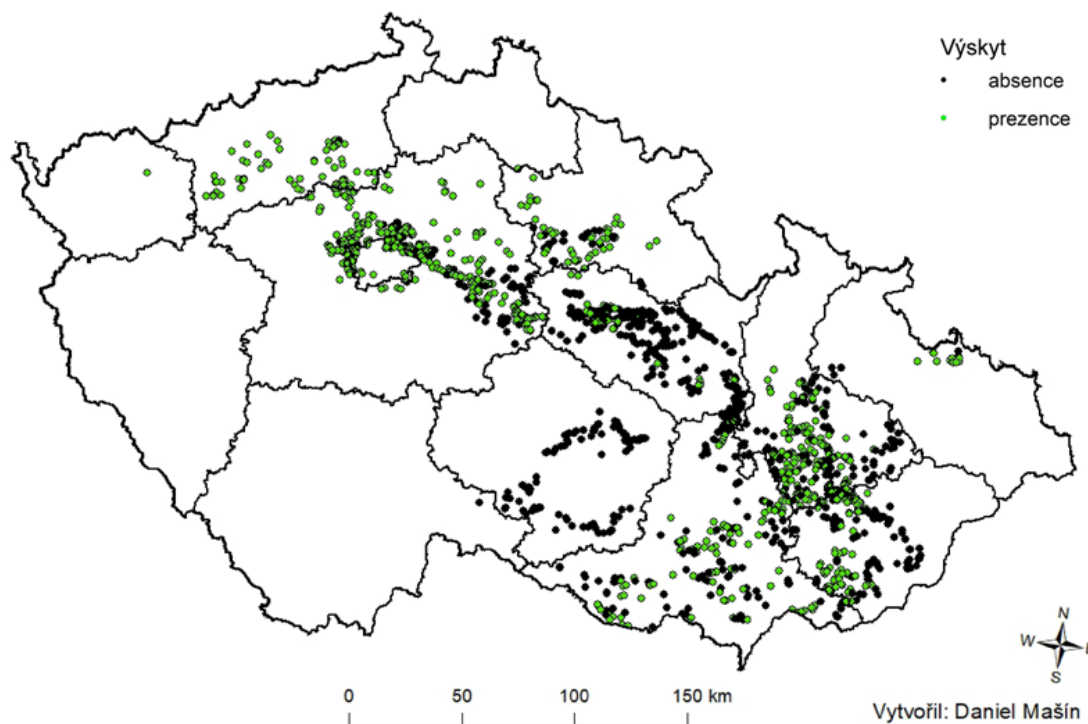 Výskyt
absence
prezence
N
W
E
S
0 50 100 150 km
Vytvořil: Daniel Mašín